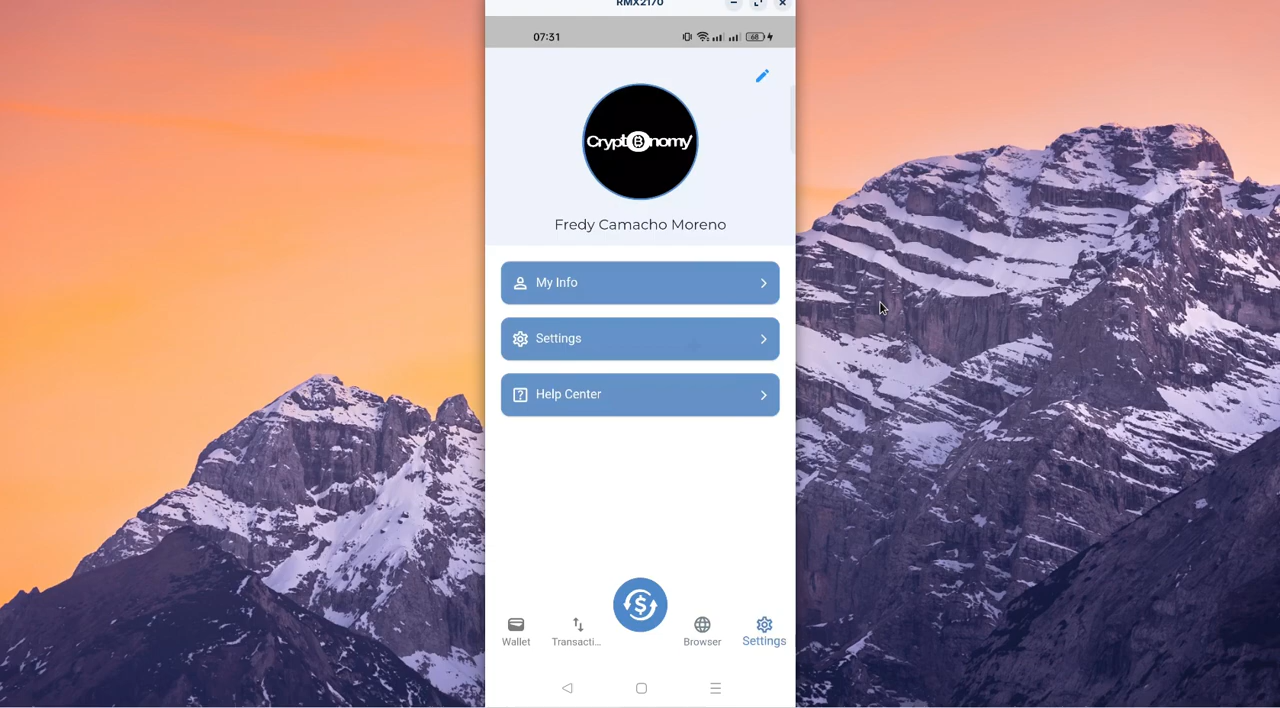 RMX2170
07:31
68
Crypt₿nomy
Fredy Camacho Moreno
My Info
Settings
Help Center
Wallet
Transacti...
Browser
Settings